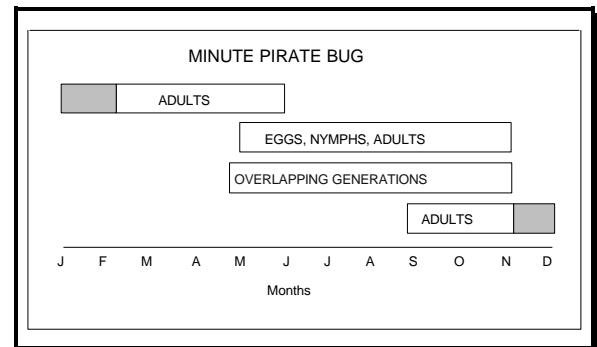 MINUTE PIRATE BUG
ADULTS
EGGS, NYMPHS, ADULTS
OVERLAPPING GENERATIONS
ADULTS
J F M A M J J A S O N D
Months